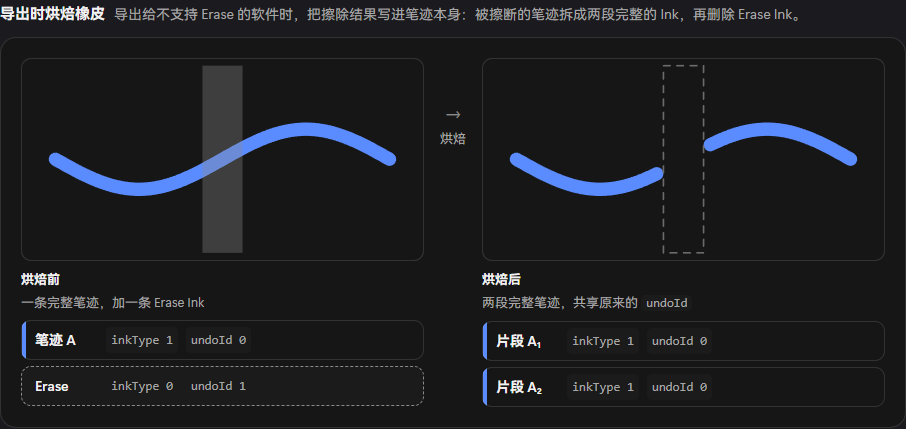 导出时烘焙橡皮 导出给不支持 Erase 的软件时，把擦除结果写进笔迹本身：被擦断的笔迹拆成两段完整的 Ink，再删除 Erase Ink。
→
烘焙
烘焙前
一条完整笔迹，加一条 Erase Ink
笔迹 A inkType 1 undoId 0
Erase inkType 0 undoId 1
烘焙后
两段完整笔迹，共享原来的 undoId
片段 A₁ inkType 1 undoId 0
片段 A₂ inkType 1 undoId 0